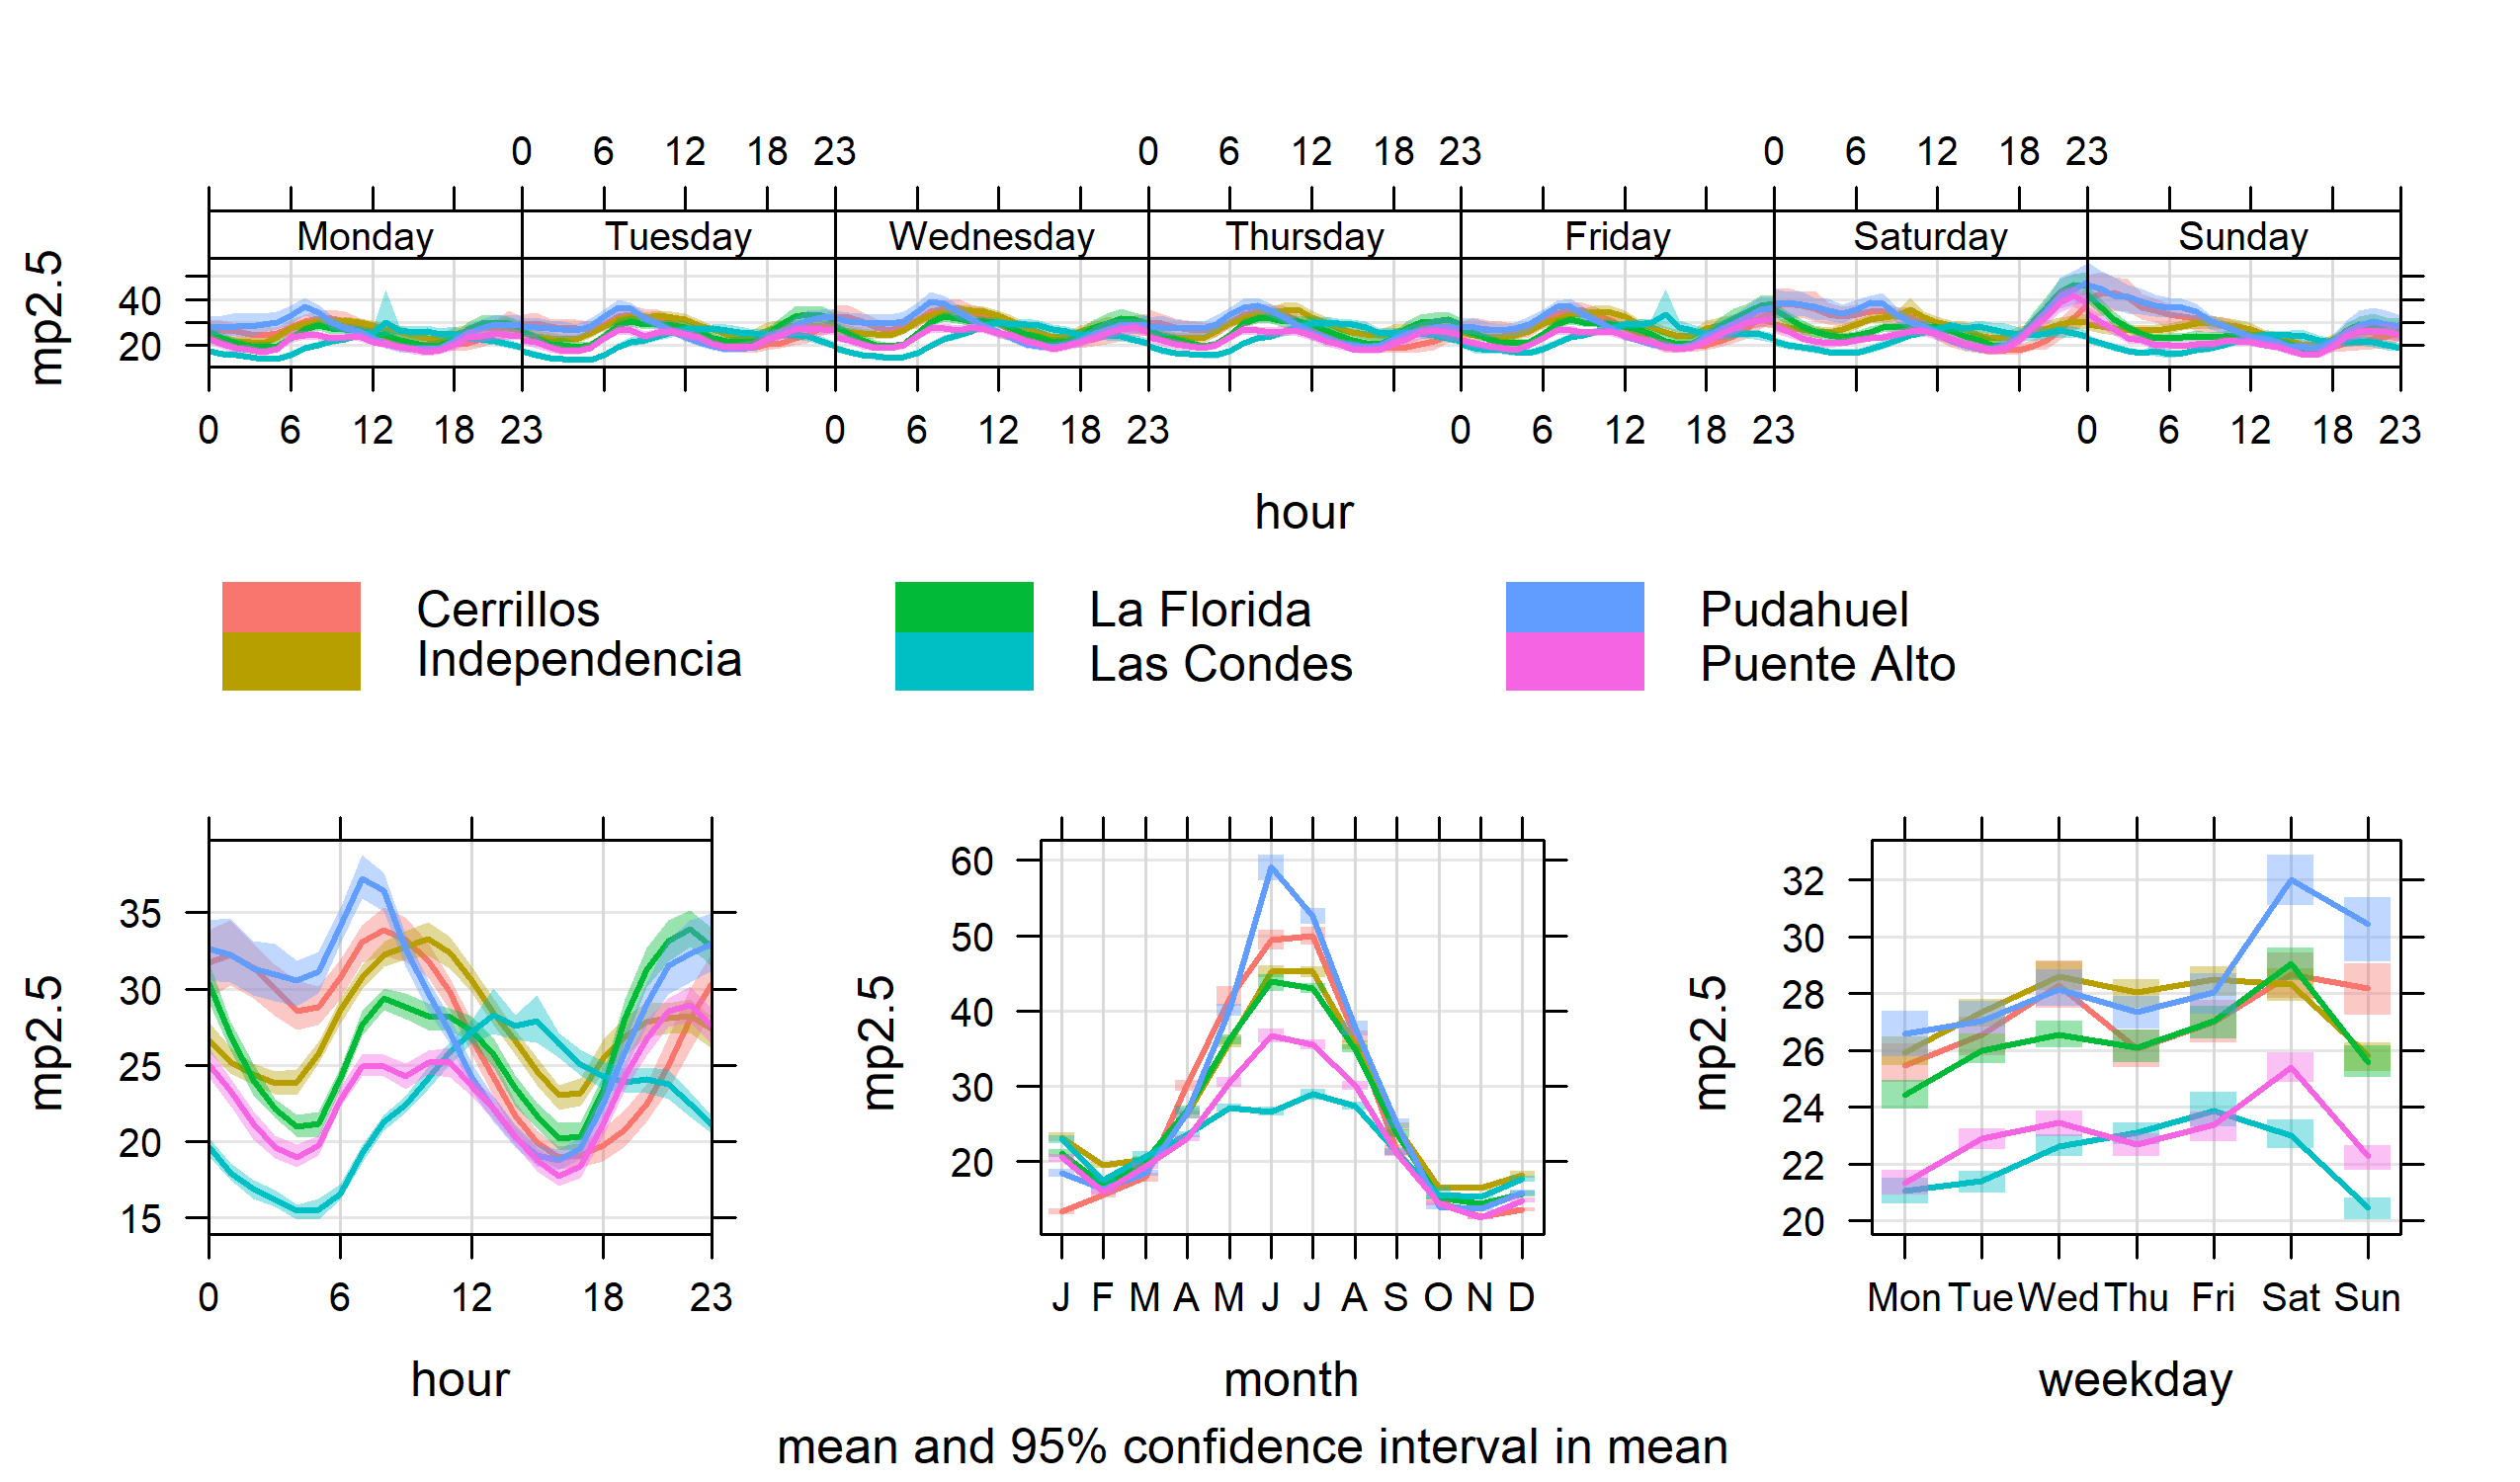 0 6 12 18 23 0 6 12 18 23 0 6 12 18 23
Monday Tuesday Wednesday Thursday Friday Saturday Sunday
mp2.5
40
20
0 6 12 18 23 0 6 12 18 23 0 6 12 18 23 0 6 12 18 23
hour
Cerrillos La Florida Pudahuel
Independencia Las Condes Puente Alto
mp2.5
35
30
25
20
15
0 6 12 18 23
hour
mp2.5
60
50
40
30
20
J F M A M J J A S O N D
month
mp2.5
32
30
28
26
24
22
20
Mon Tue Wed Thu Fri Sat Sun
weekday
mean and 95% confidence interval in mean